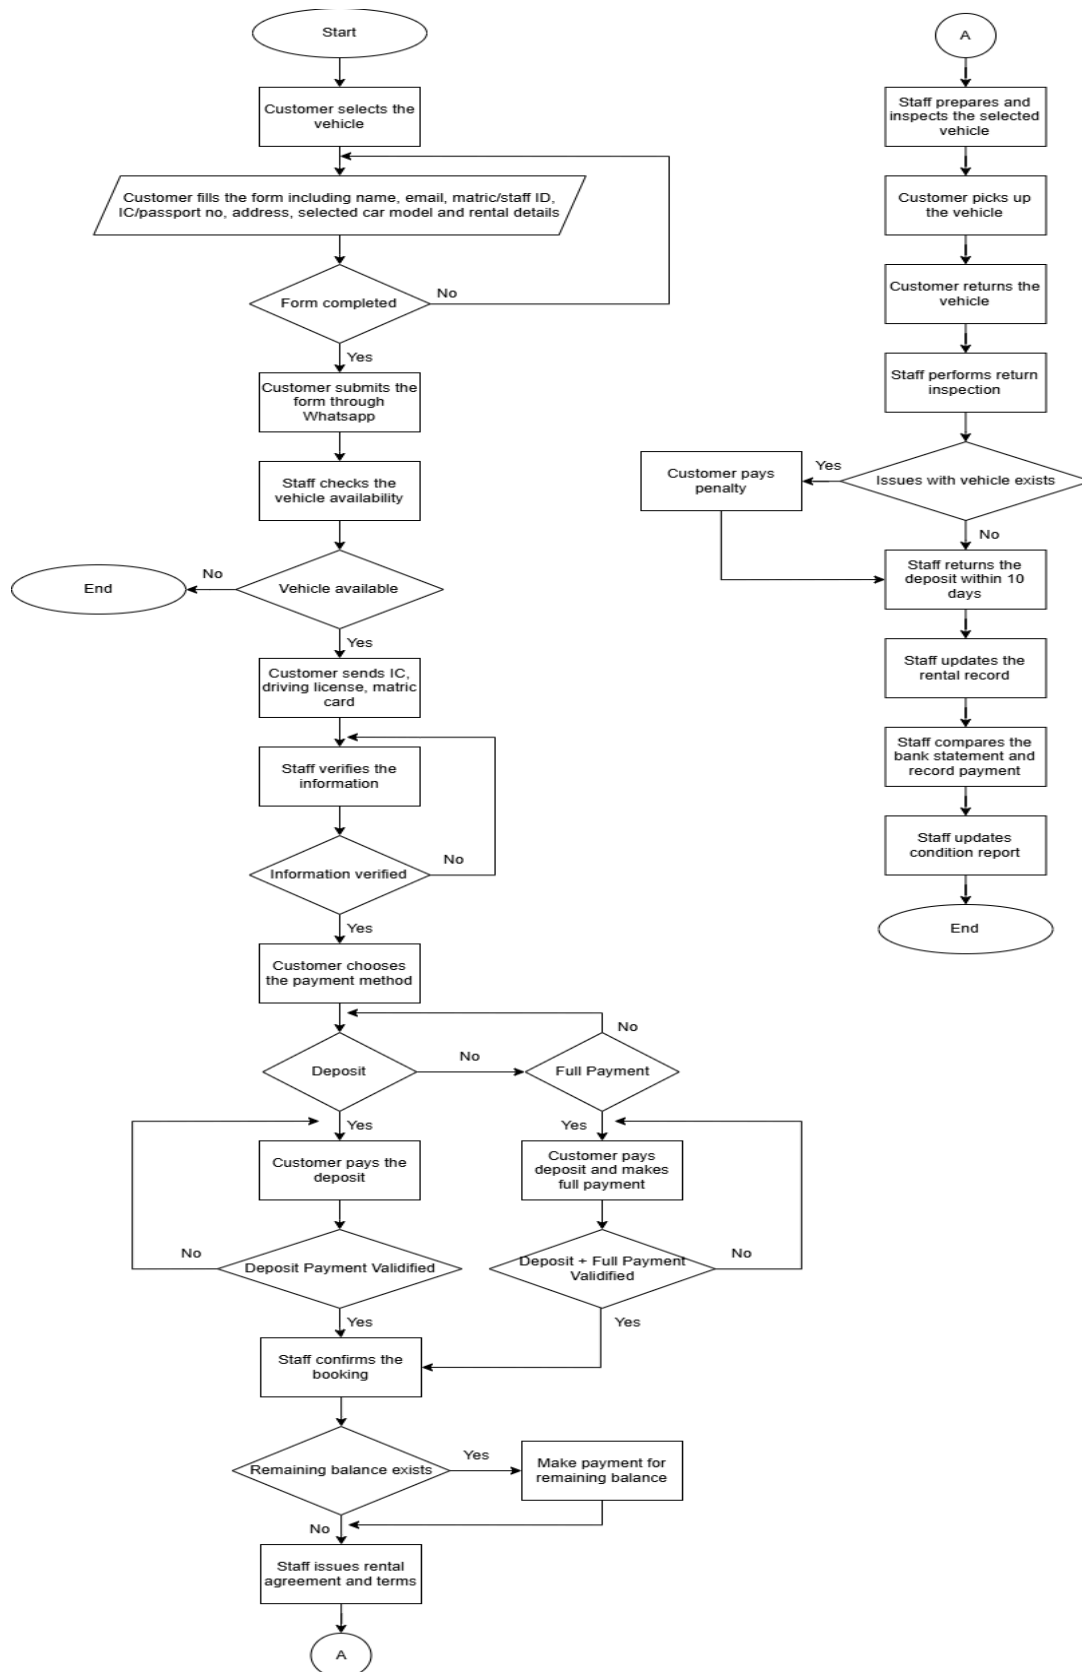 Start
Customer selects the
vehicle
Customer fills the form including name, email, matric/staff ID,
IC/passport no, address, selected car model and rental details
Form completed
No
Yes
Customer submits the
form through
Whatsapp
Staff checks the
vehicle availability
Vehicle available
No
End
Yes
Customer sends IC,
driving license, matric
card
Staff verifies the
information
Information verified
No
Yes
Customer chooses
the payment method
Deposit
No
Full Payment
No
Yes
Yes
Customer pays the
deposit
Customer pays
deposit and makes
full payment
Deposit Payment Validified
No
Deposit + Full Payment
Validified
No
Yes
Yes
Staff confirms the
booking
Remaining balance exists
Yes
Make payment for
remaining balance
No
Staff issues rental
agreement and terms
A
A
Staff prepares and
inspects the selected
vehicle
Customer picks up
the vehicle
Customer returns the
vehicle
Staff performs return
inspection
Issues with vehicle exists
Yes
Customer pays
penalty
No
Staff returns the
deposit within 10
days
Staff updates the
rental record
Staff compares the
bank statement and
record payment
Staff updates
condition report
End